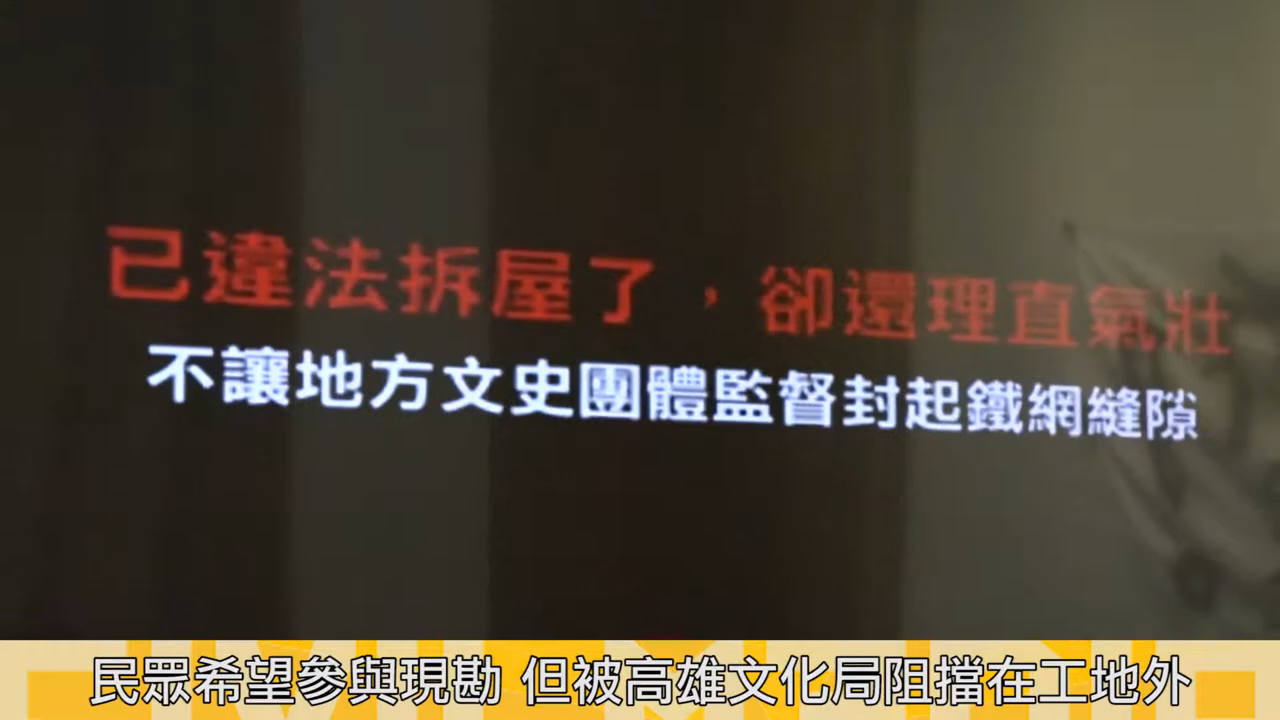 已違法拆屋了，卻還理直氣壯
不讓地方文史團體監督封起鐵網縫隙
民眾希望參與現勘 但被高雄文化局阻擋在工地外